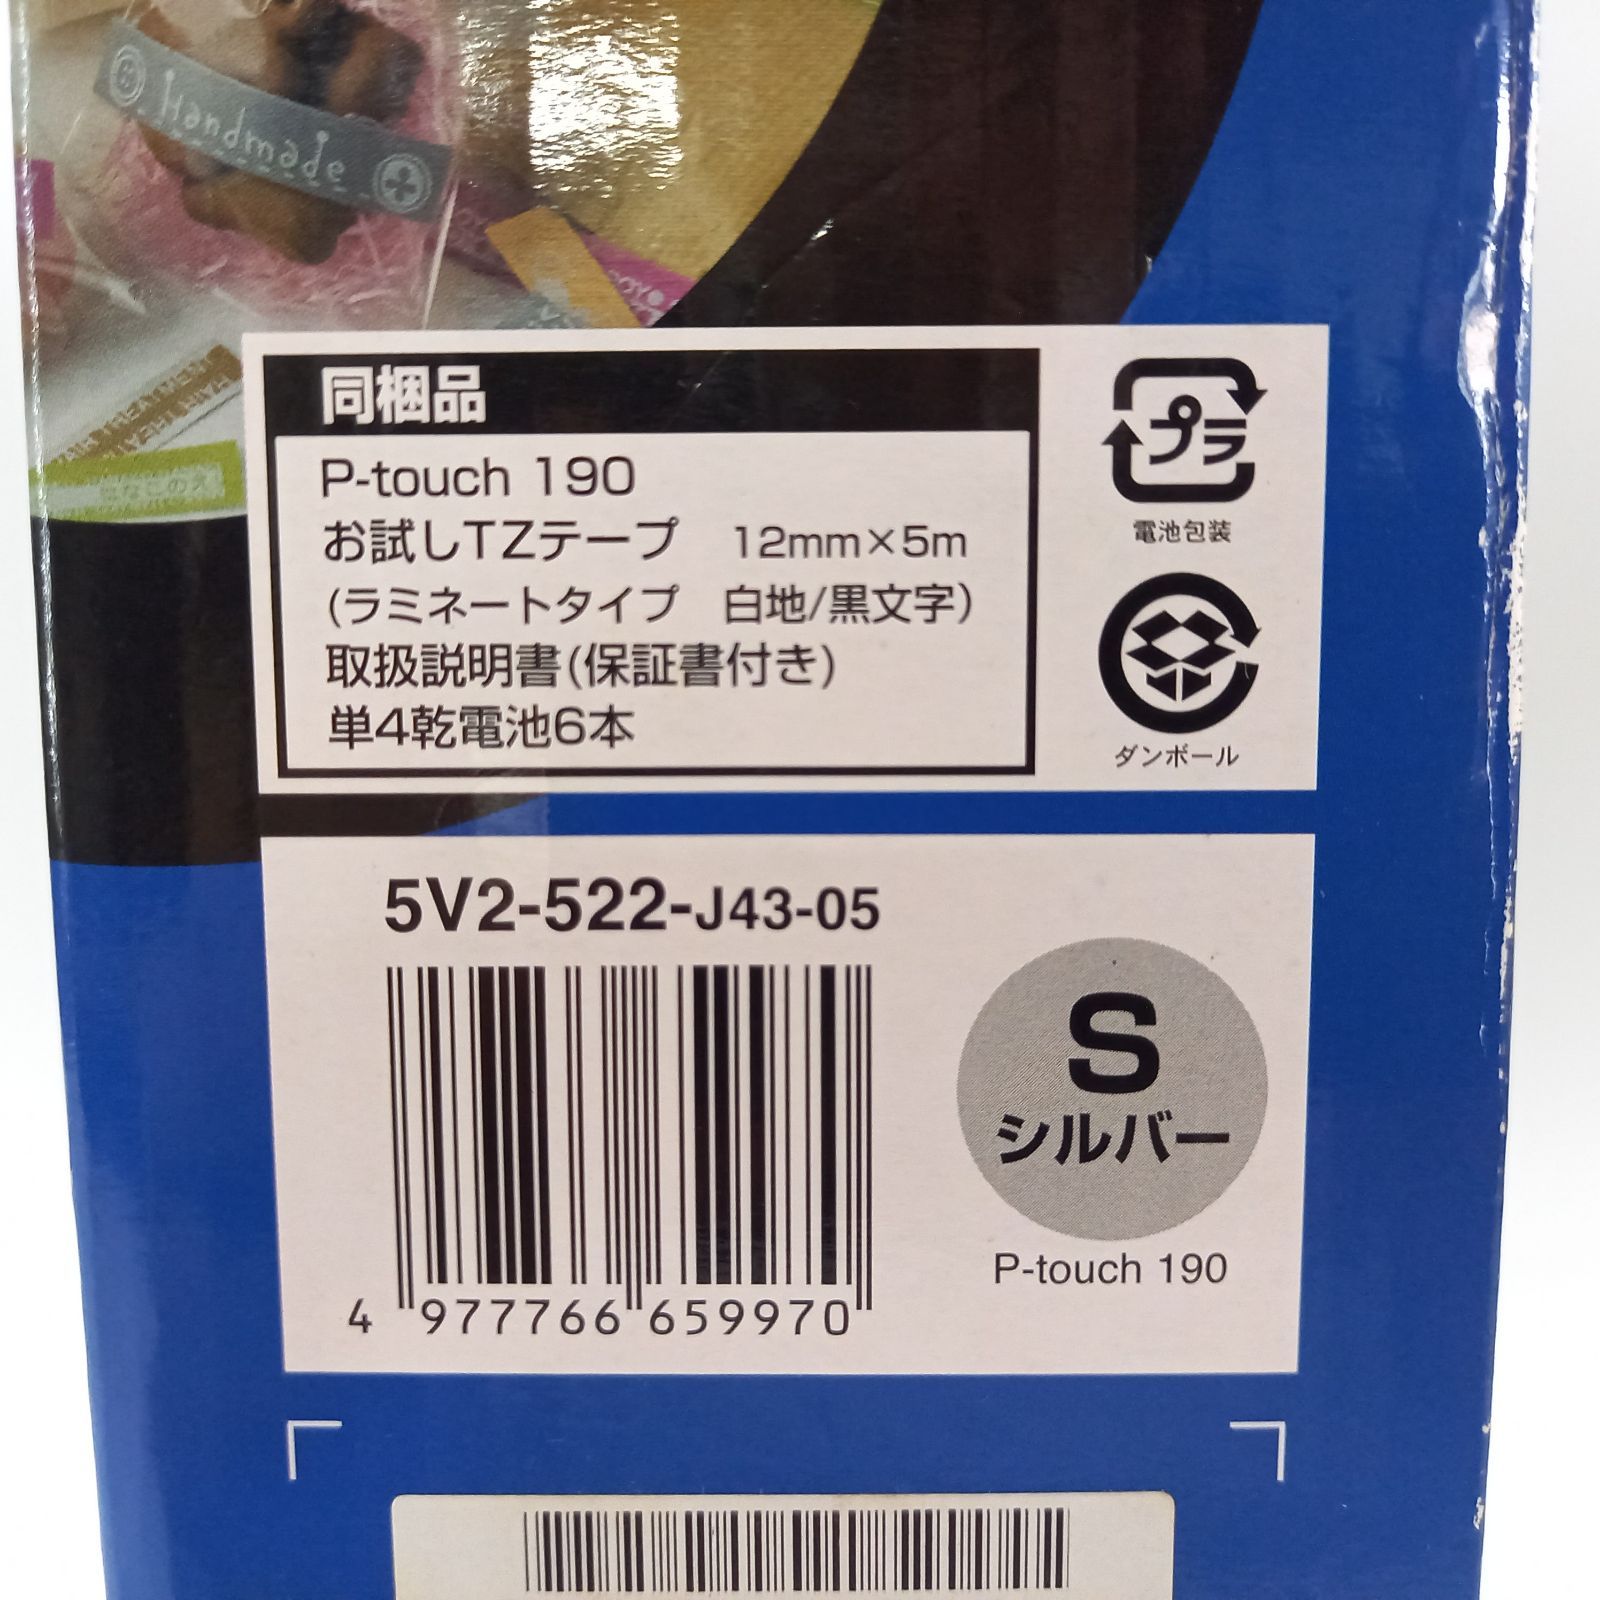 Handmade
同梱品
P-touch 190
お試しTZテープ　12mm×5m
(ラミネートタイプ　白地/黒文字)
取扱説明書(保証書付き)
単4乾電池6本
プラ
電池包装
ダンボール
5V2-522-J43-05
4 977766 659970
S
シルバー
P-touch 190